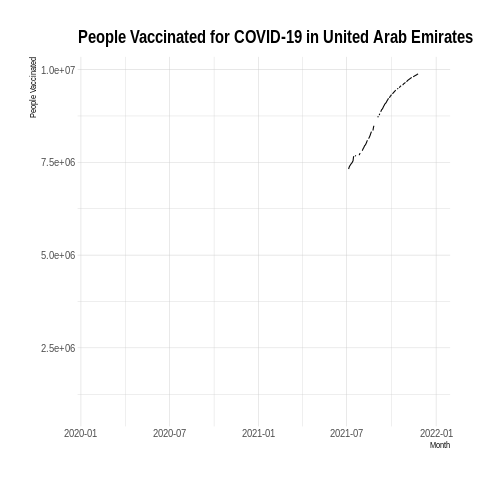 People Vaccinated for COVID-19 in United Arab Emirates
People Vaccinated
1.0e+07
7.5e+06
5.0e+06
2.5e+06
2020-01
2020-07
2021-01
2021-07
2022-01
Month